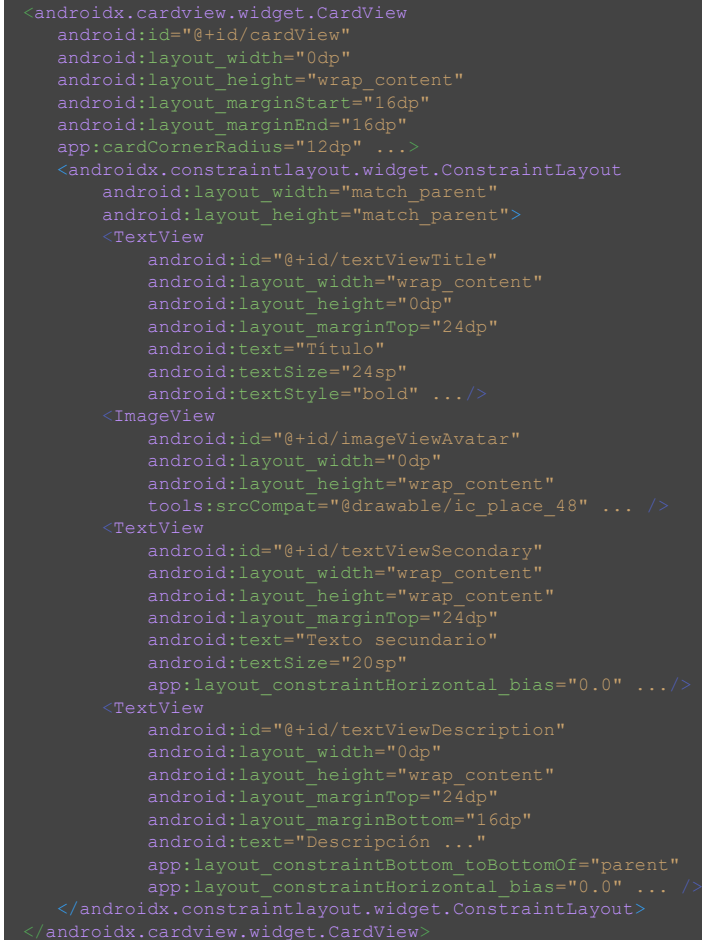 <androidx.cardview.widget.CardView
    android:id="@+id/cardView"
    android:layout_width="0dp"
    android:layout_height="wrap_content"
    android:layout_marginStart="16dp"
    android:layout_marginEnd="16dp"
    app:cardCornerRadius="12dp" ...>
    <androidx.constraintlayout.widget.ConstraintLayout
        android:layout_width="match_parent"
        android:layout_height="match_parent">
        <TextView
            android:id="@+id/textViewTitle"
            android:layout_width="wrap_content"
            android:layout_height="0dp"
            android:layout_marginTop="24dp"
            android:text="Título"
            android:textSize="24sp"
            android:textStyle="bold" .../>
        <ImageView
            android:id="@+id/imageViewAvatar"
            android:layout_width="0dp"
            android:layout_height="wrap_content"
            tools:srcCompat="@drawable/ic_place_48" ... />
        <TextView
            android:id="@+id/textViewSecondary"
            android:layout_width="wrap_content"
            android:layout_height="wrap_content"
            android:layout_marginTop="24dp"
            android:text="Texto secundario"
            android:textSize="20sp"
            app:layout_constraintHorizontal_bias="0.0" .../>
        <TextView
            android:id="@+id/textViewDescription"
            android:layout_width="0dp"
            android:layout_height="wrap_content"
            android:layout_marginTop="24dp"
            android:layout_marginBottom="16dp"
            android:text="Descripción ..."
            app:layout_constraintBottom_toBottomOf="parent"
            app:layout_constraintHorizontal_bias="0.0" ... />
    </androidx.constraintlayout.widget.ConstraintLayout>
</androidx.cardview.widget.CardView>